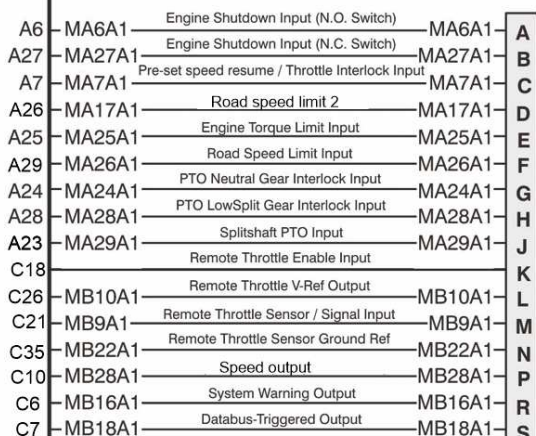 A6 MA6A1 Engine Shutdown Input (N.O. Switch) MA6A1 A
A27 MA27A1 Engine Shutdown Input (N.C. Switch) MA27A1 B
A7 MA7A1 Pre-set speed resume / Throttle Interlock Input MA7A1 C
A26 MA17A1 Road speed limit 2 MA17A1 D
A25 MA25A1 Engine Torque Limit Input MA25A1 E
A29 MA26A1 Road Speed Limit Input MA26A1 F
A24 MA24A1 PTO Neutral Gear Interlock Input MA24A1 G
A28 MA28A1 PTO LowSplit Gear Interlock Input MA28A1 H
A23 MA29A1 Splitshaft PTO Input MA29A1 J
C18 Remote Throttle Enable Input K
C26 MB10A1 Remote Throttle V-Ref Output MB10A1 L
C21 MB9A1 Remote Throttle Sensor / Signal Input MB9A1 M
C35 MB22A1 Remote Throttle Sensor Ground Ref MB22A1 N
C10 MB28A1 Speed output MB28A1 P
C6 MB16A1 System Warning Output MB16A1 R
C7 MB18A1 Databus-Triggered Output MB18A1 S